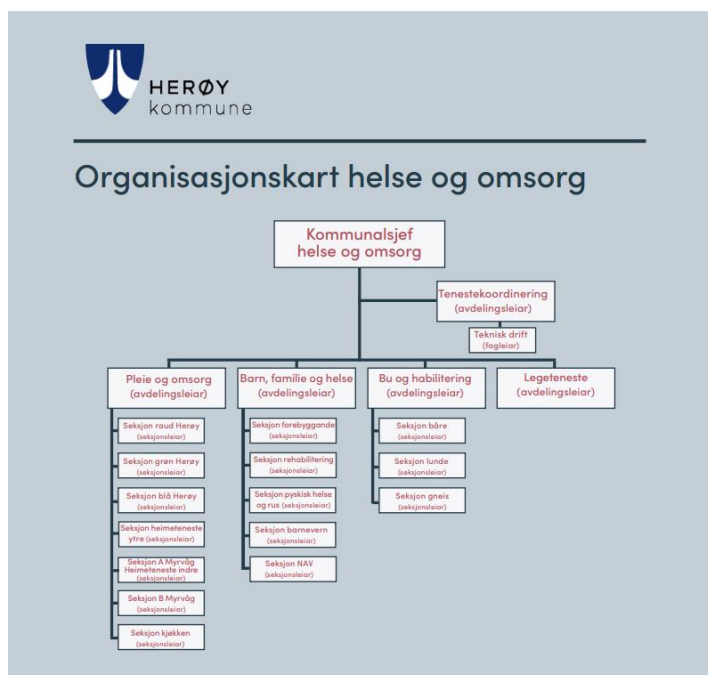 HERØY
kommune
Organisasjonskart helse og omsorg
Kommunalsjef
helse og omsorg
Tenestekoordinering
(avdelingsleiar)
Teknisk drift
(fagleiar)
Pleie og omsorg
(avdelingsleiar)
Seksjon raud Herøy
(seksjonsleiar)
Seksjon grøn Herøy
(seksjonsleiar)
Seksjon blå Herøy
(seksjonsleiar)
Seksjon heimeteneste
ytre (seksjonsleiar)
Seksjon A Myrvåg
Heimeteneste indre
(seksjonsleiar)
Seksjon B Myrvåg
(seksjonsleiar)
Seksjon kjøkken
(seksjonsleiar)
Barn, familie og helse
(avdelingsleiar)
Seksjon forebyggande
(seksjonsleiar)
Seksjon rehabilitering
(seksjonsleiar)
Seksjon pyskisk helse
og rus (seksjonsleiar)
Seksjon barnevern
(seksjonsleiar)
Seksjon NAV
(seksjonsleiar)
Bu og habilitering
(avdelingsleiar)
Seksjon båre
(seksjonsleiar)
Seksjon lunde
(seksjonsleiar)
Seksjon gneis
(seksjonsleiar)
Legeteneste
(avdelingsleiar)